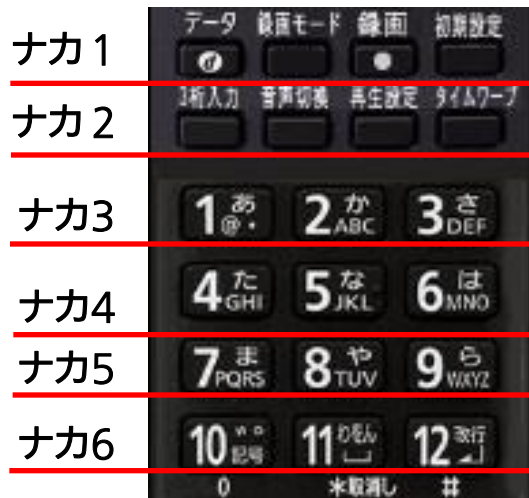 ナカ1 データ 録画モード 録画 初期設定
d
ナカ2 3桁入力 音声切換 再生設定 タイムワープ
ナカ3 1 あ @・ 2 か ABC 3 さ DEF
ナカ4 4 た GHI 5 な JKL 6 は MNO
ナカ5 7 ま PQRS 8 や TUV 9 ら WXYZ
ナカ6 10 ゛゜ 記号 11 わをん 12 改行
0 *取消し #